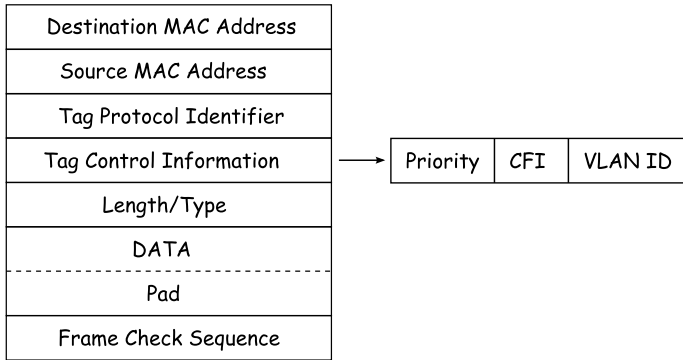 Destination MAC Address
Source MAC Address
Tag Protocol Identifier
Tag Control Information
Priority CFI VLAN ID
Length/Type
DATA
Pad
Frame Check Sequence